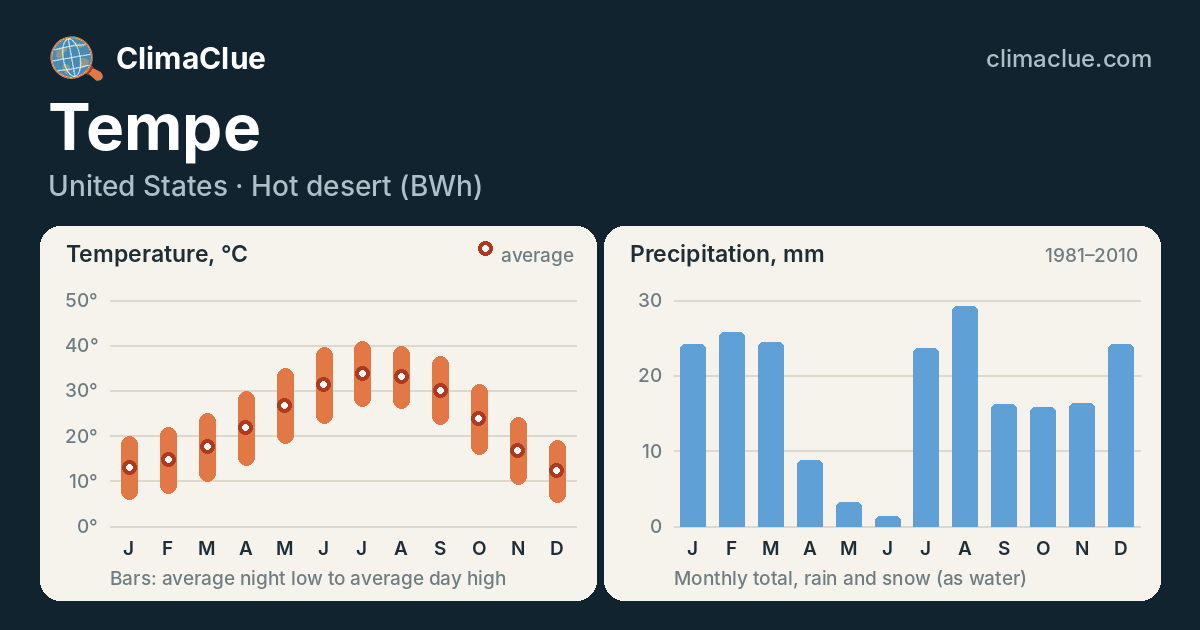 ClimaClue
climaclue.com
Tempe
United States · Hot desert (BWh)
Temperature, °C
average
50°
40°
30°
20°
10°
0°
J F M A M J J A S O N D
Bars: average night low to average day high
Precipitation, mm
1981–2010
30
20
10
0
J F M A M J J A S O N D
Monthly total, rain and snow (as water)